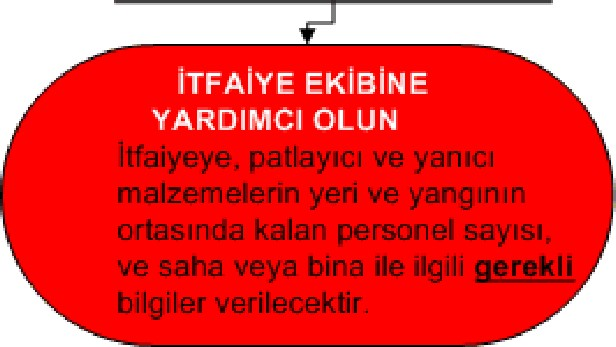 İTFAİYE EKİBİNE
YARDIMCI OLUN
İtfaiyeye, patlayıcı ve yanıcı
malzemelerin yeri ve yangının
ortasında kalan personel sayısı,
ve saha veya bina ile ilgili gerekli
bilgiler verilecektir.